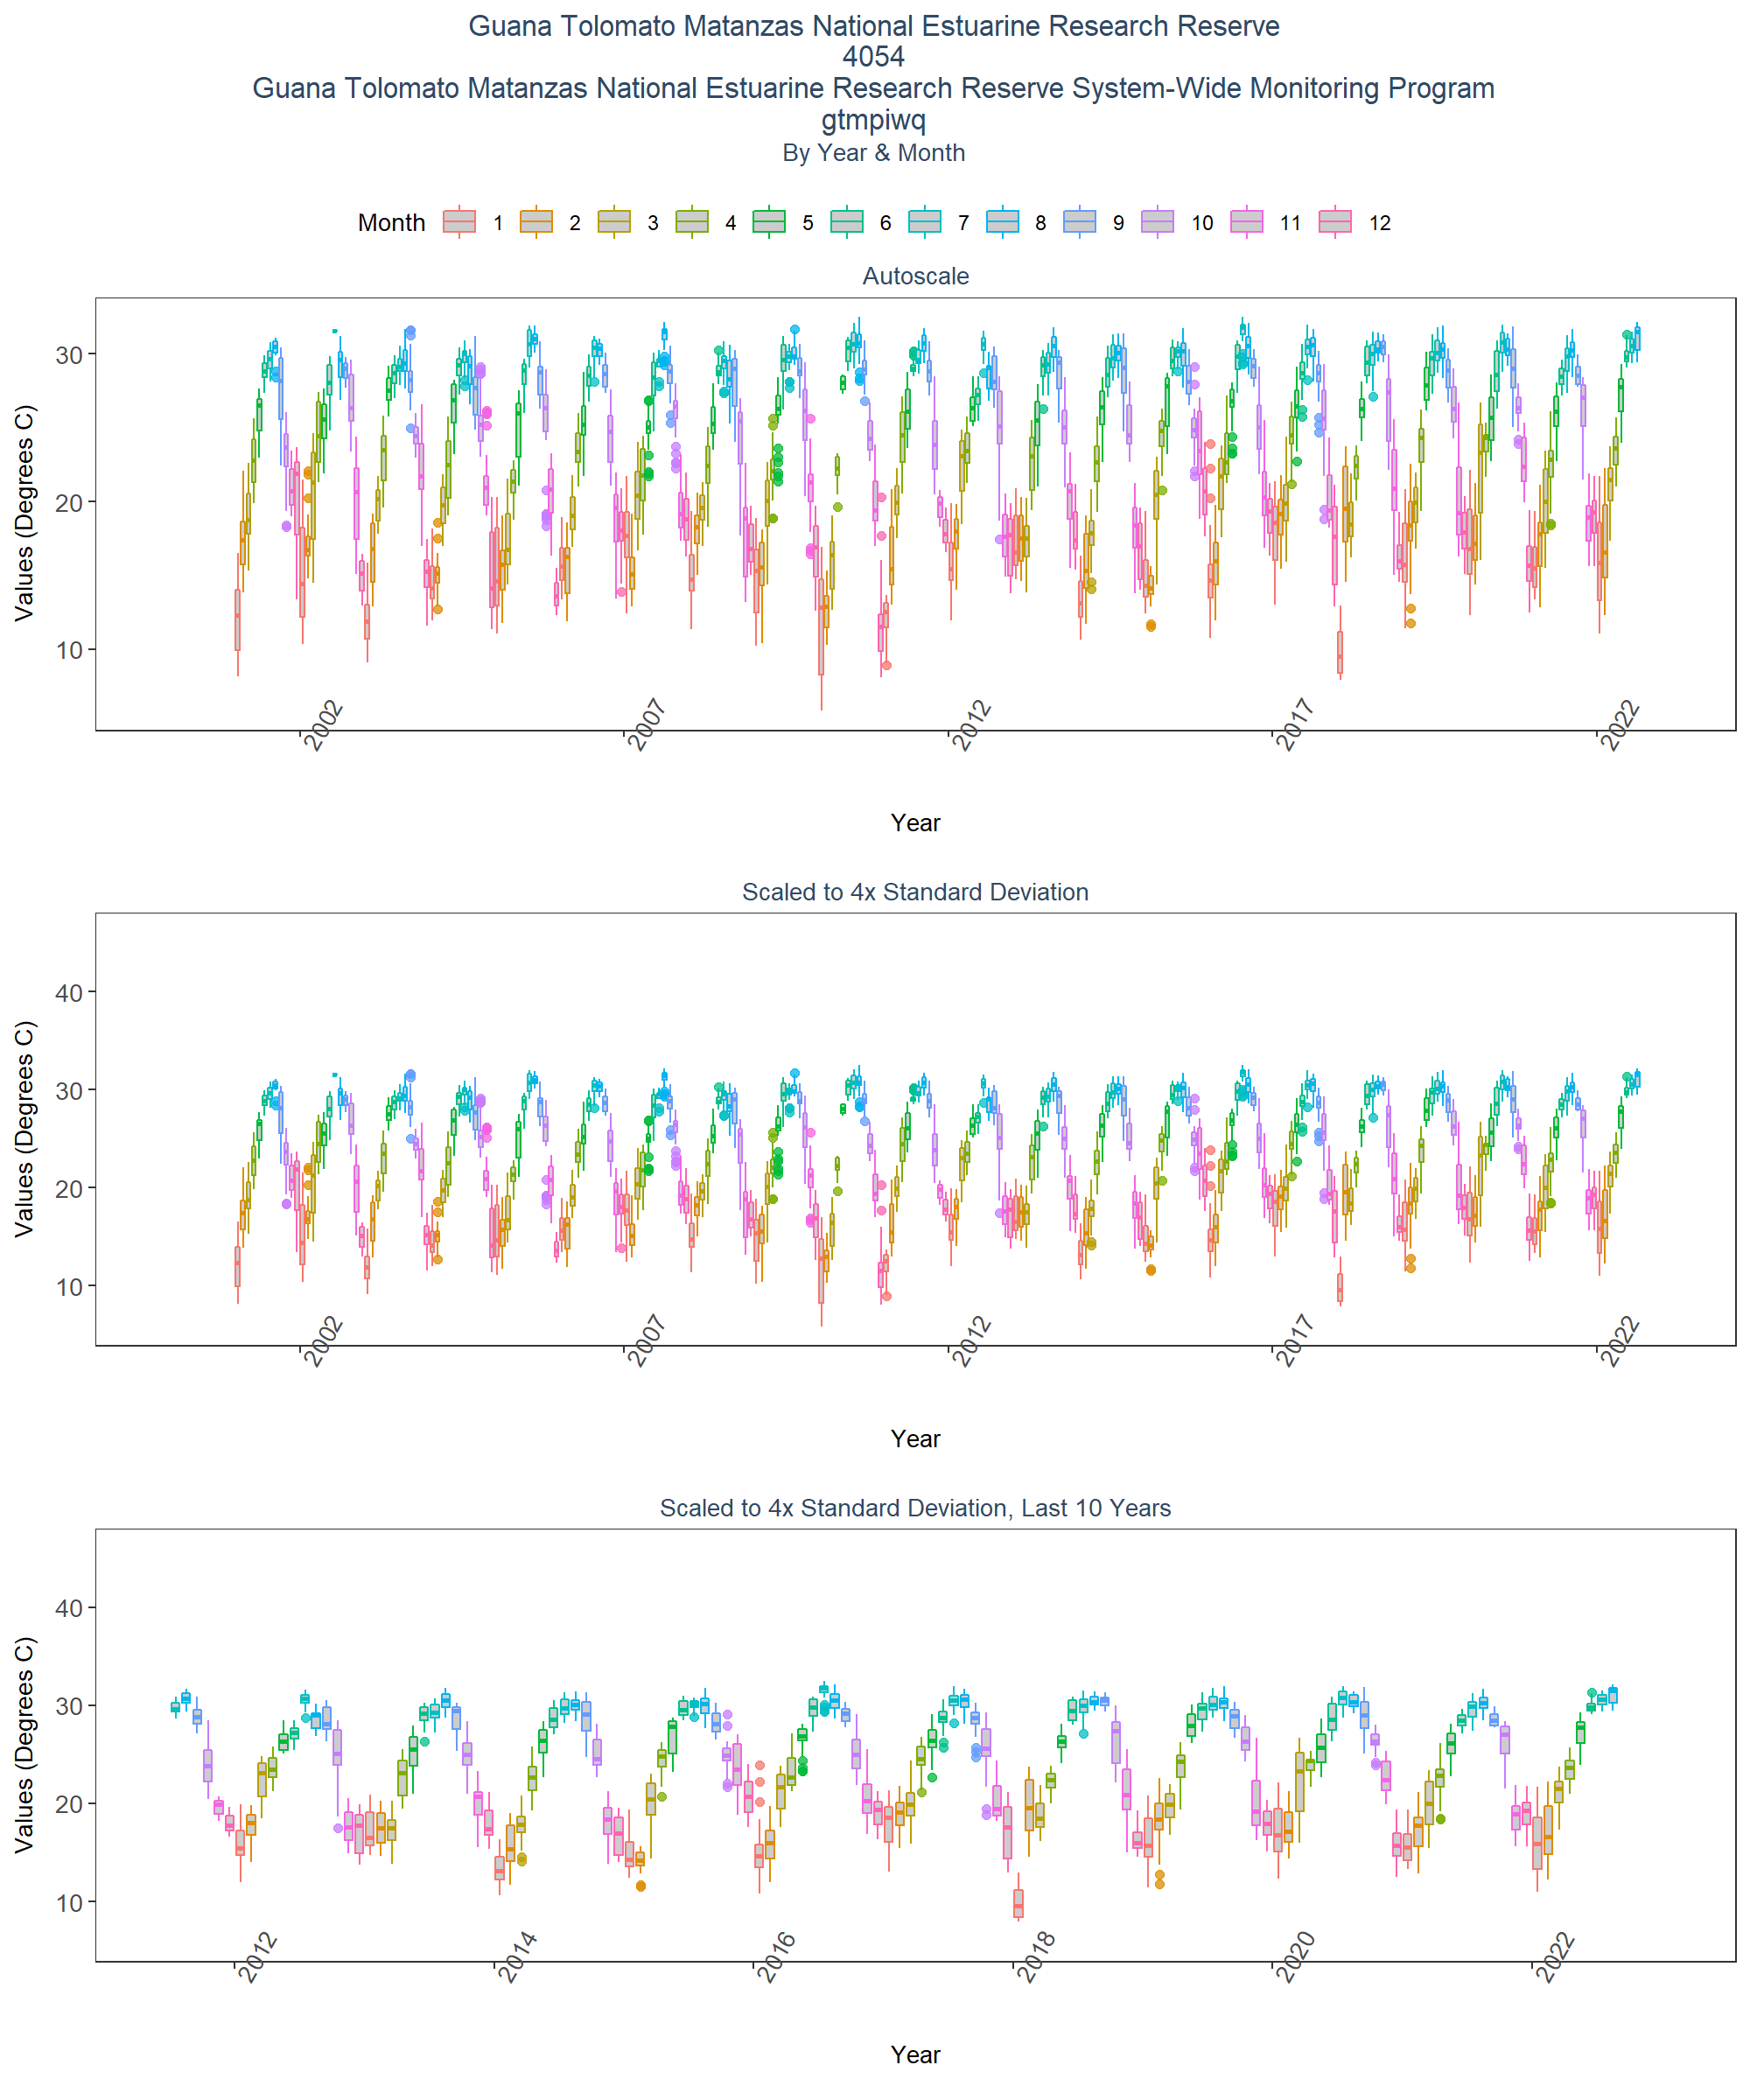 Guana Tolomato Matanzas National Estuarine Research Reserve
4054
Guana Tolomato Matanzas National Estuarine Research Reserve System-Wide Monitoring Program
gtmpiwq
By Year & Month
Month 1 2 3 4 5 6 7 8 9 10 11 12
Autoscale
Values (Degrees C)
30
20
10
2002 2007 2012 2017 2022
Year
Scaled to 4x Standard Deviation
Values (Degrees C)
40
30
20
10
2002 2007 2012 2017 2022
Year
Scaled to 4x Standard Deviation, Last 10 Years
Values (Degrees C)
40
30
20
10
2012 2014 2016 2018 2020 2022
Year